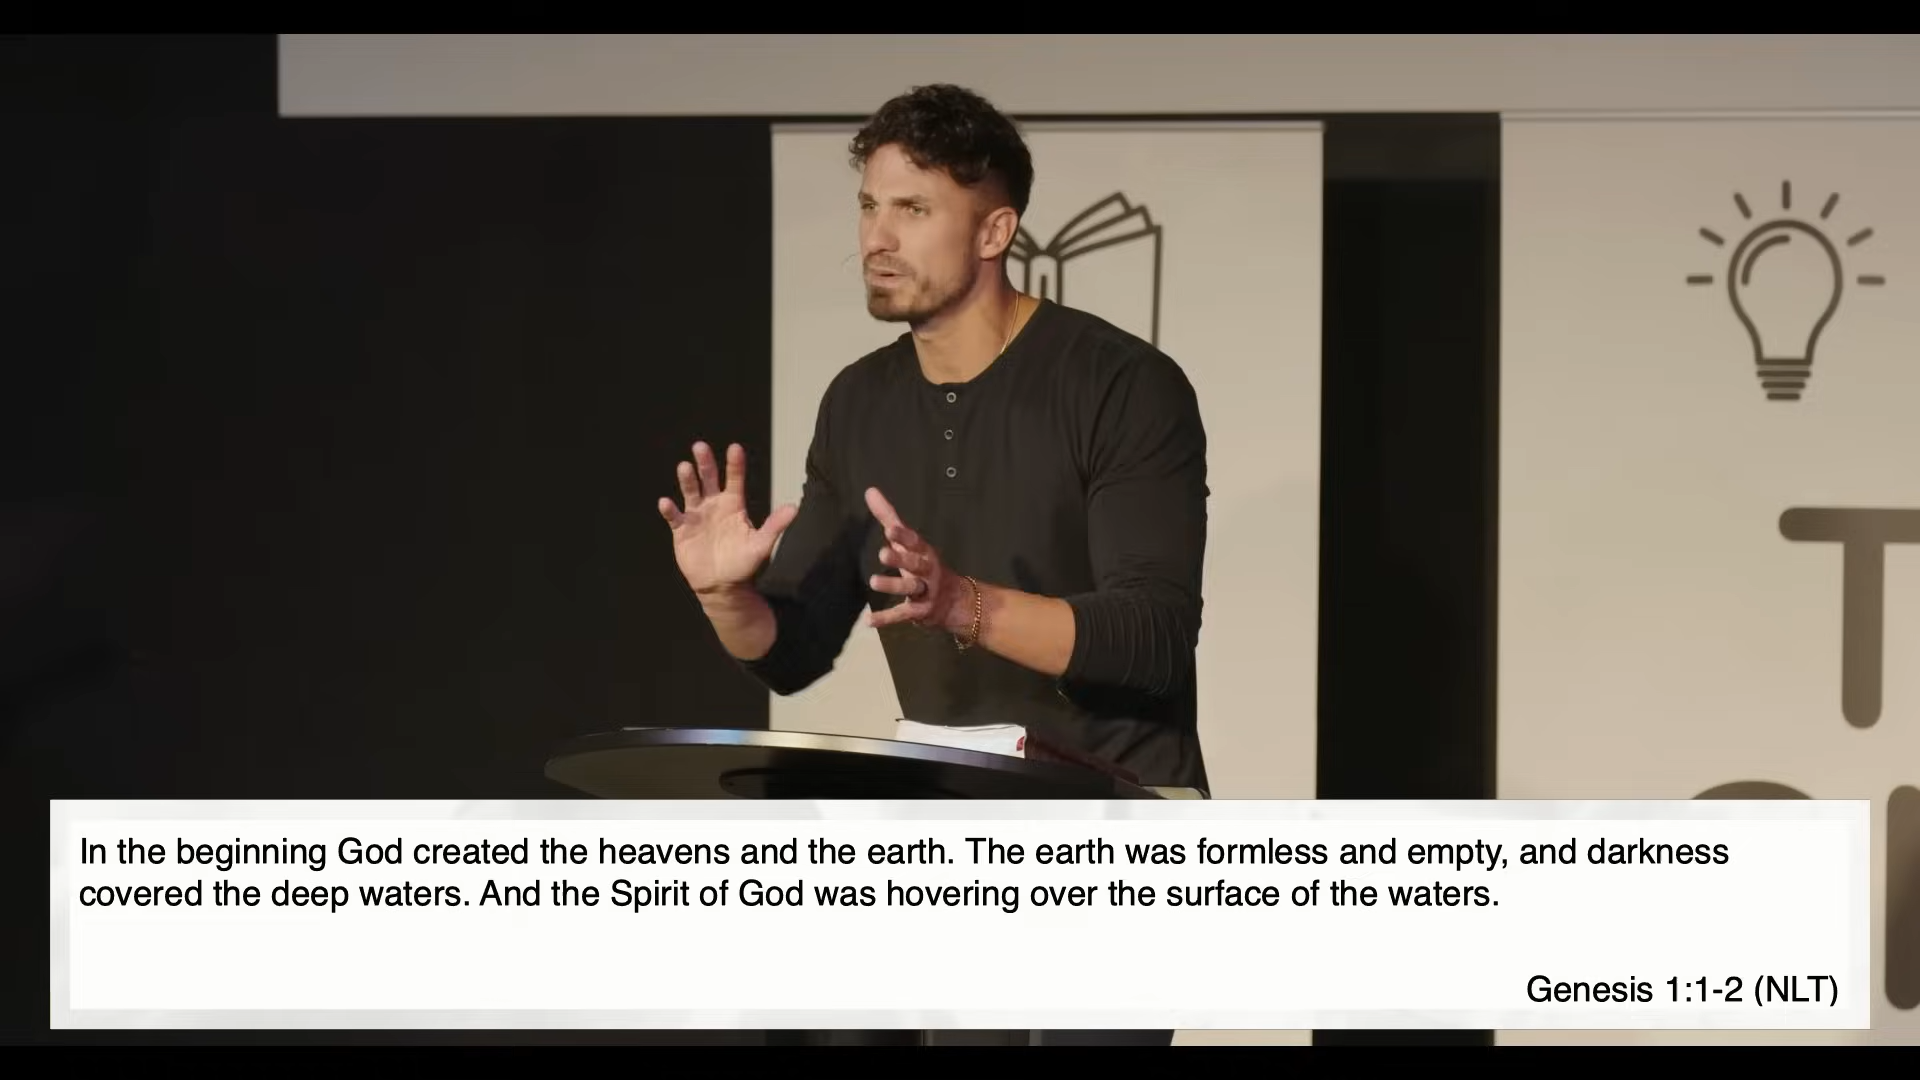 T
In the beginning God created the heavens and the earth. The earth was formless and empty, and darkness
covered the deep waters. And the Spirit of God was hovering over the surface of the waters.
Genesis 1:1-2 (NLT)